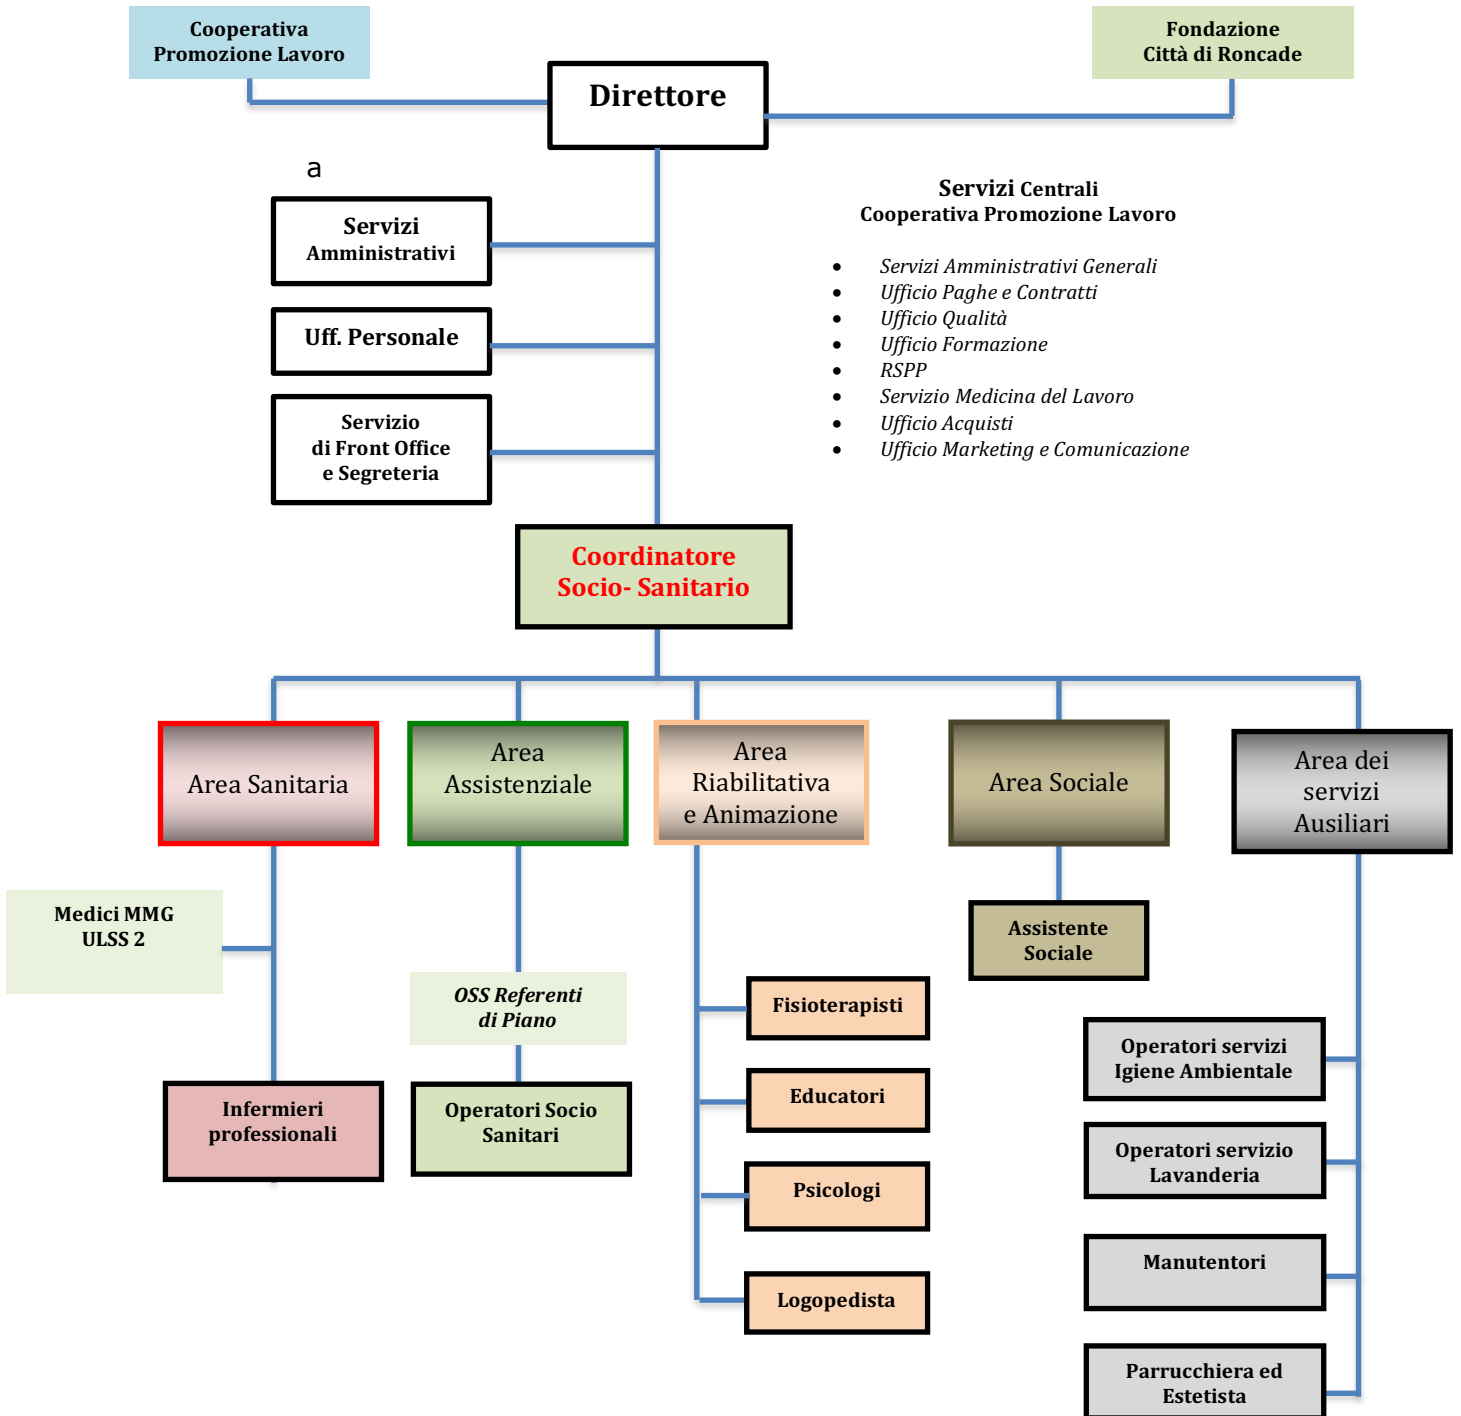 Cooperativa
Promozione Lavoro
Fondazione
Città di Roncade
Direttore
a
Servizi
Amministrativi
Uff. Personale
Servizio
di Front Office
e Segreteria
Servizi Centrali
Cooperativa Promozione Lavoro
• Servizi Amministrativi Generali
• Ufficio Paghe e Contratti
• Ufficio Qualità
• Ufficio Formazione
• RSPP
• Servizio Medicina del Lavoro
• Ufficio Acquisti
• Ufficio Marketing e Comunicazione
Coordinatore
Socio- Sanitario
Area Sanitaria
Area
Assistenziale
Area
Riabilitativa
e Animazione
Area Sociale
Area dei
servizi
Ausiliari
Medici MMG
ULSS 2
Infermieri
professionali
OSS Referenti
di Piano
Operatori Socio
Sanitari
Fisioterapisti
Educatori
Psicologi
Logopedista
Assistente
Sociale
Operatori servizi
Igiene Ambientale
Operatori servizio
Lavanderia
Manutentori
Parrucchiera ed
Estetista